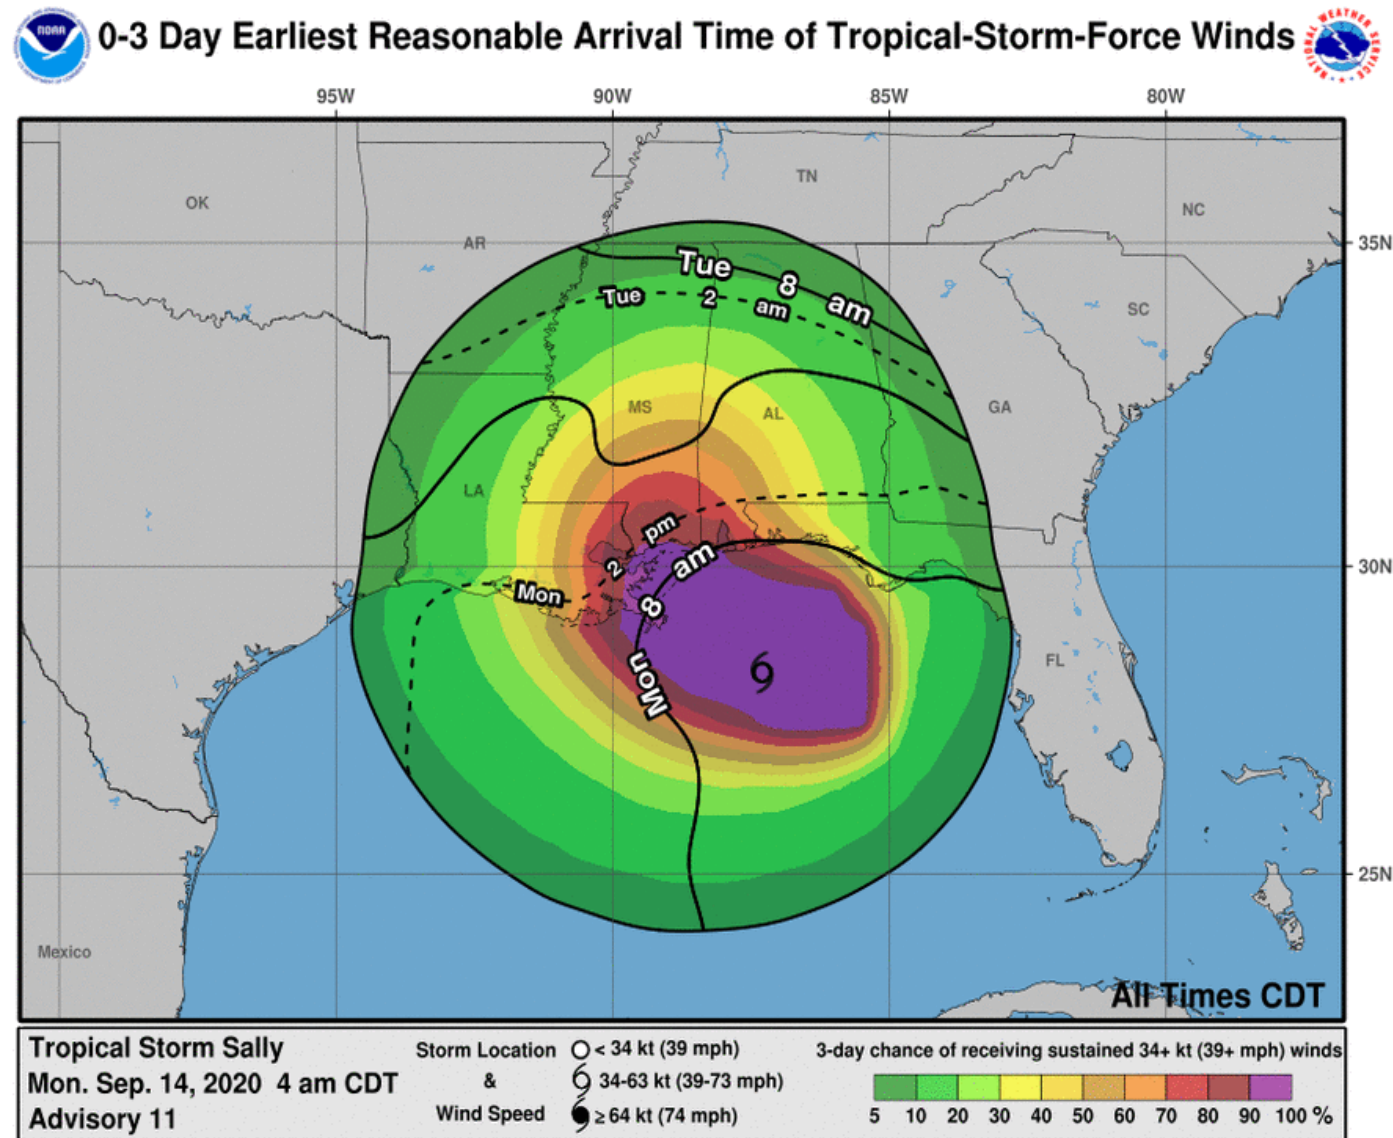 NOAA
0-3 Day Earliest Reasonable Arrival Time of Tropical-Storm-Force Winds
NATIONAL WEATHER SERVICE
95W 90W 85W 80W
TN
OK
NC
AR
35N
Tue 8 am
Tue 2 am
SC
MS
AL
GA
LA
2 pm
8 am
30N
Mon
Mon
FL
25N
Mexico
All Times CDT
Tropical Storm Sally
Mon. Sep. 14, 2020 4 am CDT
Advisory 11
Storm Location
&
Wind Speed
< 34 kt (39 mph)
34-63 kt (39-73 mph)
≥ 64 kt (74 mph)
3-day chance of receiving sustained 34+ kt (39+ mph) winds
5 10 20 30 40 50 60 70 80 90 100 %